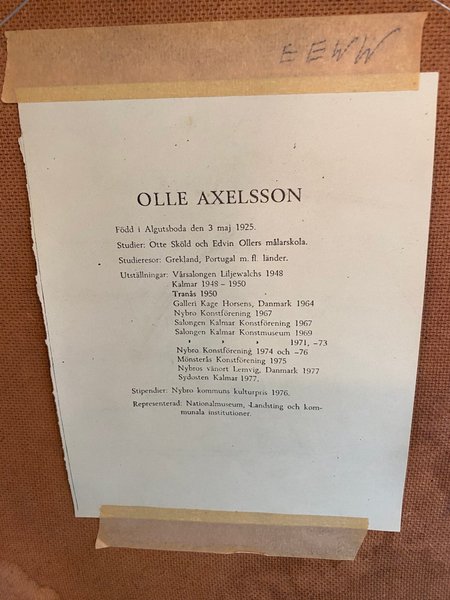 EEWW
OLLE AXELSSON
Född i Algutsboda den 3 maj 1925.
Studier: Otte Sköld och Edvin Ollers målarskola.
Studieresor: Grekland, Portugal m. fl. länder.
Utställningar: Vårsalongen Liljewalchs 1948
Kalmar 1948 – 1950
Tranås 1950
Galleri Kage Horsens, Danmark 1964
Nybro Konstförening 1967
Salongen Kalmar Konstförening 1967
Salongen Kalmar Konstmuseum 1969
» » » 1971, -73
Nybro Konstförening 1974 och -76
Mönsterås Konstförening 1975
Nybros vänort Lemvig, Danmark 1977
Sydosten Kalmar 1977.
Stipendier: Nybro kommuns kulturpris 1976.
Representerad: Nationalmuseum, Landsting och kom-
munala institutioner.